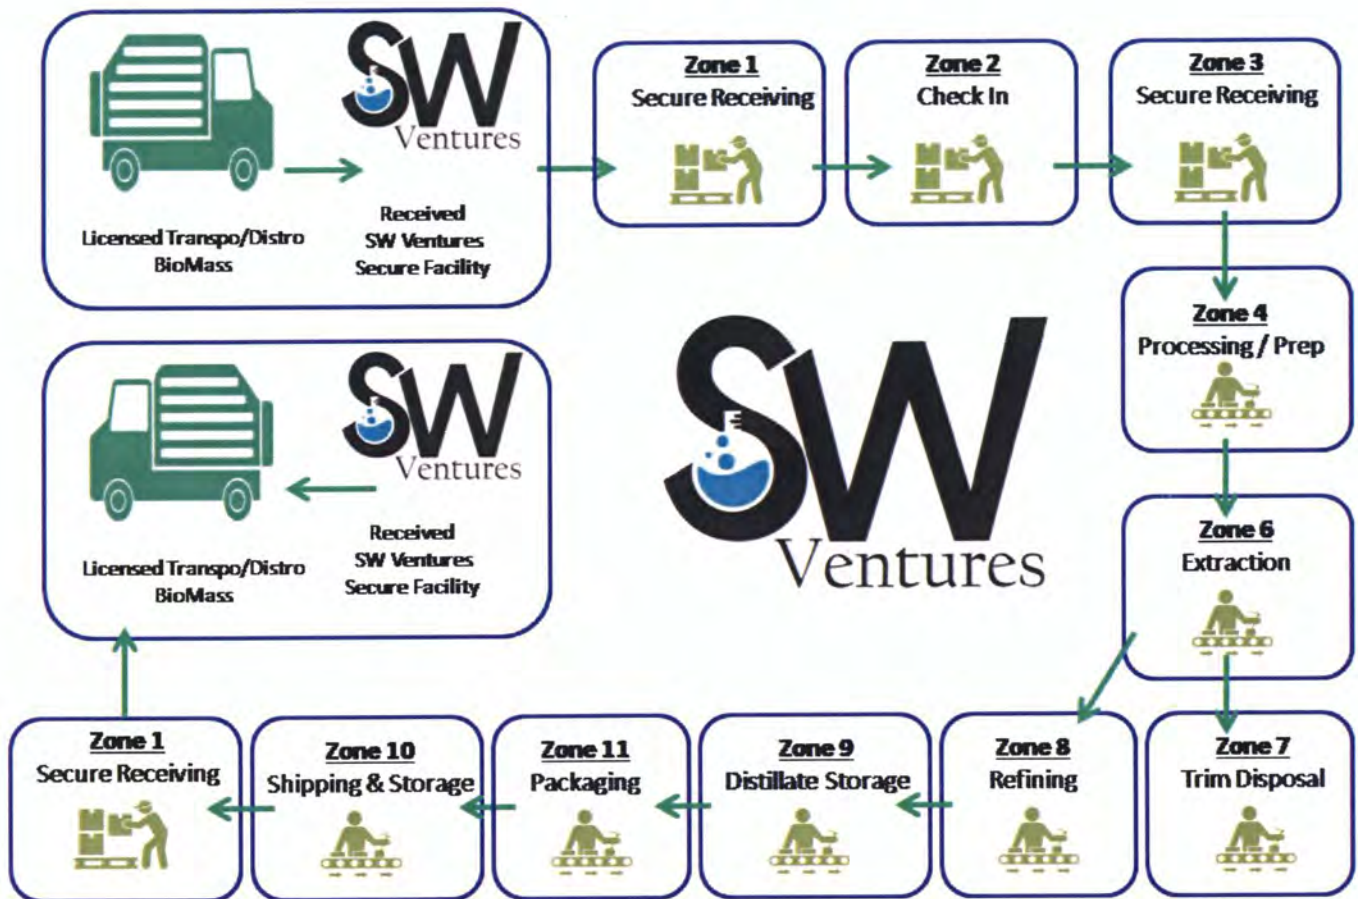 SW
Ventures
Licensed Transpo/Distro
BioMass
Received
SW Ventures
Secure Facility
Zone 1
Secure Receiving
Zone 2
Check In
Zone 3
Secure Receiving
Zone 4
Processing / Prep
SW
Ventures
Licensed Transpo/Distro
BioMass
Received
SW Ventures
Secure Facility
SW
Ventures
Zone 6
Extraction
Zone 1
Secure Receiving
Zone 10
Shipping & Storage
Zone 11
Packaging
Zone 9
Distillate Storage
Zone 8
Refining
Zone 7
Trim Disposal